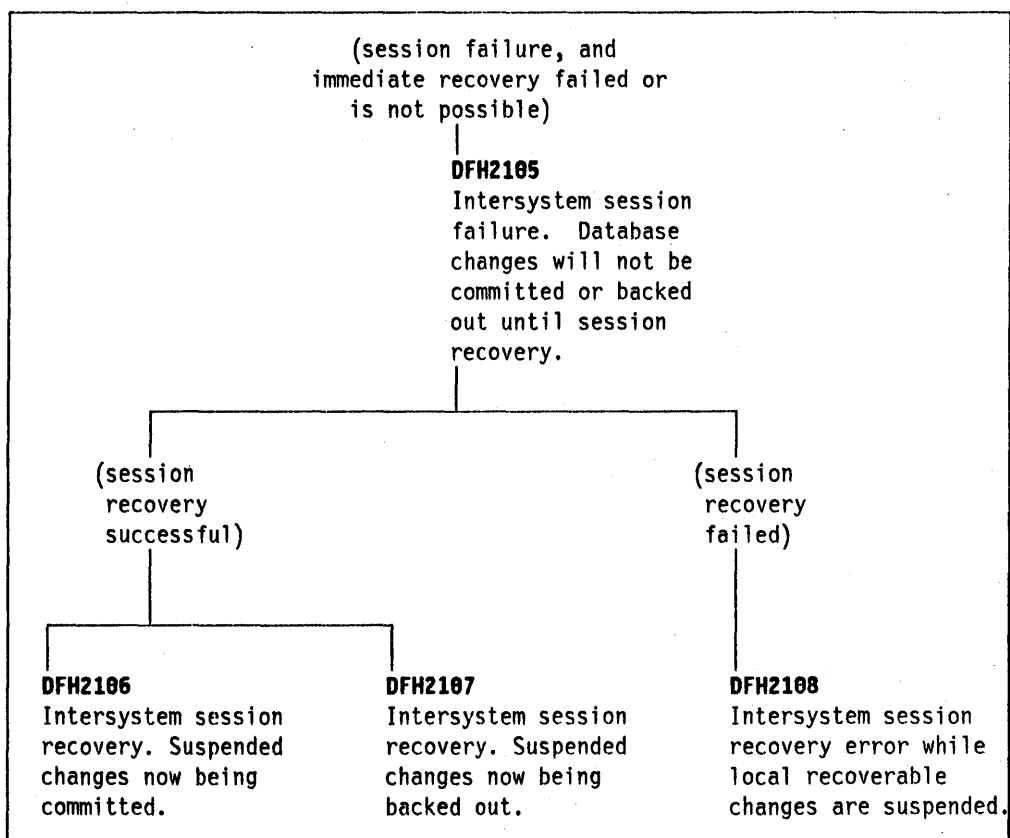 (session failure, and
immediate recovery failed or
is not possible)
DFH2105
Intersystem session
failure. Database
changes will not be
committed or backed
out until session
recovery.
(session
recovery
successful)
(session
recovery
failed)
DFH2106
Intersystem session
recovery. Suspended
changes now being
committed.
DFH2107
Intersystem session
recovery. Suspended
changes now being
backed out.
DFH2108
Intersystem session
recovery error while
local recoverable
changes are suspended.